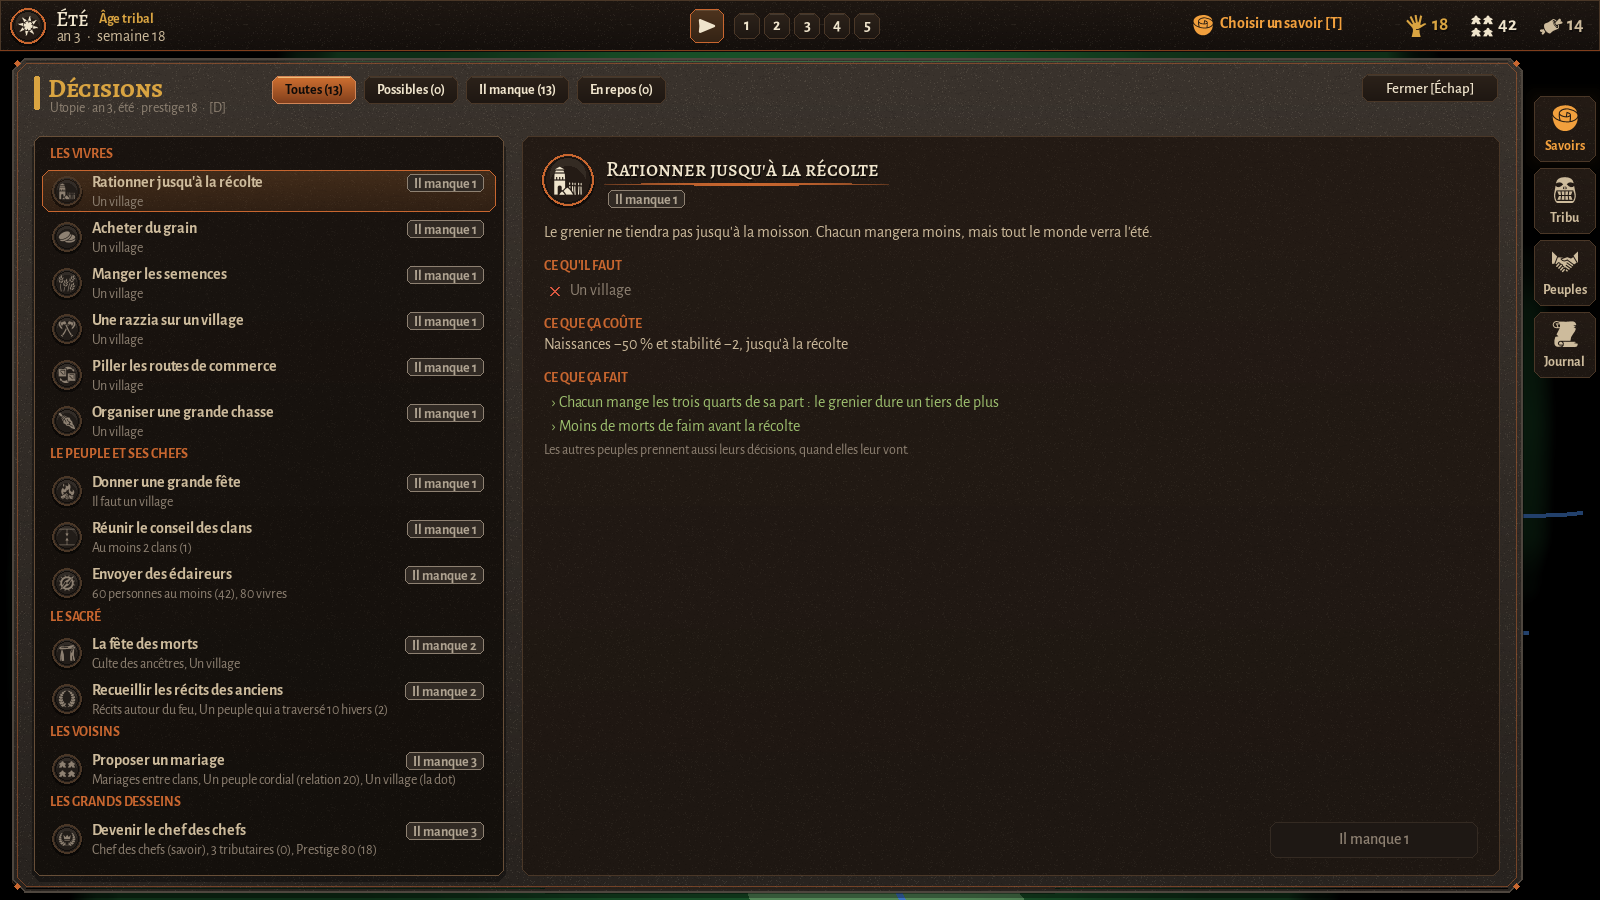 Été Âge tribal
an 3 · semaine 18
1 2 3 4 5
Choisir un savoir [T]
18 42 14
Décisions
Utopie · an 3, été · prestige 18 · [D]
Toutes (13) Possibles (0) Il manque (13) En repos (0)
Fermer [Échap]
LES VIVRES
Rationner jusqu'à la récolte Il manque 1
Un village
Acheter du grain Il manque 1
Un village
Manger les semences Il manque 1
Un village
Une razzia sur un village Il manque 1
Un village
Piller les routes de commerce Il manque 1
Un village
Organiser une grande chasse Il manque 1
Un village
LE PEUPLE ET SES CHEFS
Donner une grande fête Il manque 1
Il faut un village
Réunir le conseil des clans Il manque 1
Au moins 2 clans (1)
Envoyer des éclaireurs Il manque 2
60 personnes au moins (42), 80 vivres
LE SACRÉ
La fête des morts Il manque 2
Culte des ancêtres, Un village
Recueillir les récits des anciens Il manque 2
Récits autour du feu, Un peuple qui a traversé 10 hivers (2)
LES VOISINS
Proposer un mariage Il manque 3
Mariages entre clans, Un peuple cordial (relation 20), Un village (la dot)
LES GRANDS DESSEINS
Devenir le chef des chefs Il manque 3
Chef des chefs (savoir), 3 tributaires (0), Prestige 80 (18)
Rationner jusqu'à la récolte
Il manque 1
Le grenier ne tiendra pas jusqu'à la moisson. Chacun mangera moins, mais tout le monde verra l'été.
CE QU'IL FAUT
Un village
CE QUE ÇA COÛTE
Naissances −50 % et stabilité −2, jusqu'à la récolte
CE QUE ÇA FAIT
› Chacun mange les trois quarts de sa part : le grenier dure un tiers de plus
› Moins de morts de faim avant la récolte
Les autres peuples prennent aussi leurs décisions, quand elles leur vont.
Il manque 1
Savoirs
Tribu
Peuples
Journal